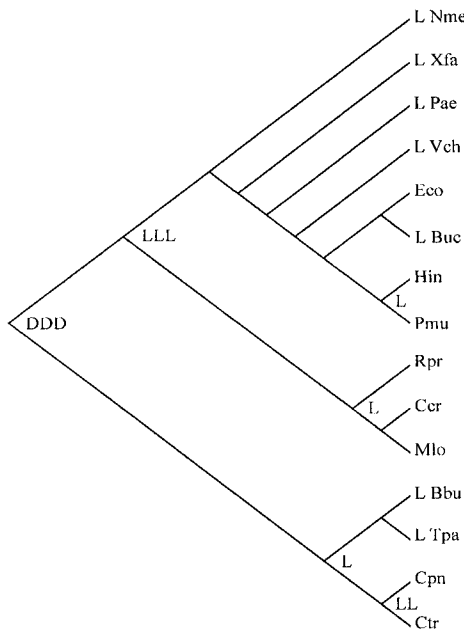 L Nme
L Xfa
L Pae
L Vch
Eco
LLL
L Buc
Hin
L
Pmu
DDD
Rpr
L
Ccr
Mlo
L Bbu
L Tpa
L
Cpn
LL
Ctr